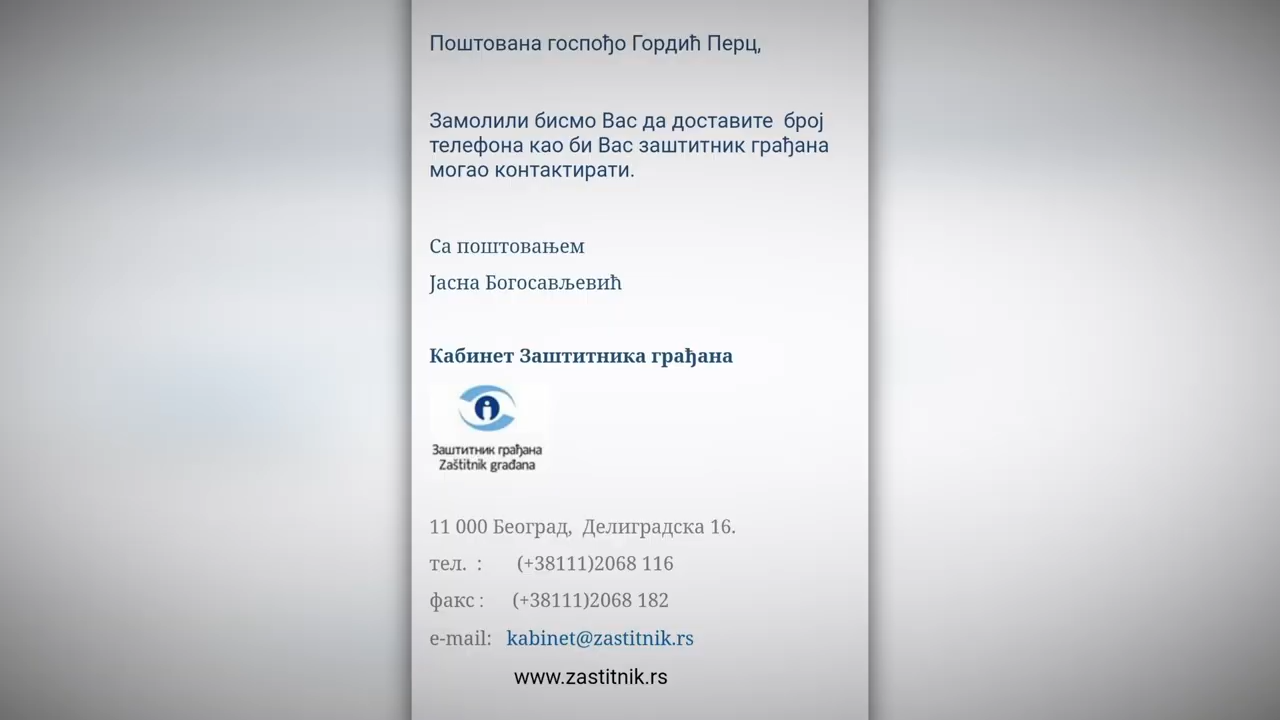 Поштована госпођо Гордић Перц,
Замолили бисмо Вас да доставите број
телефона као би Вас заштитник грађана
могао контактирати.
Са поштовањем
Јасна Богосављевић
Кабинет Заштитника грађана
Заштитник грађана
Zaštitnik građana
11 000 Београд, Делиградска 16.
тел. : (+38111)2068 116
факс : (+38111)2068 182
e-mail: kabinet@zastitnik.rs
www.zastitnik.rs